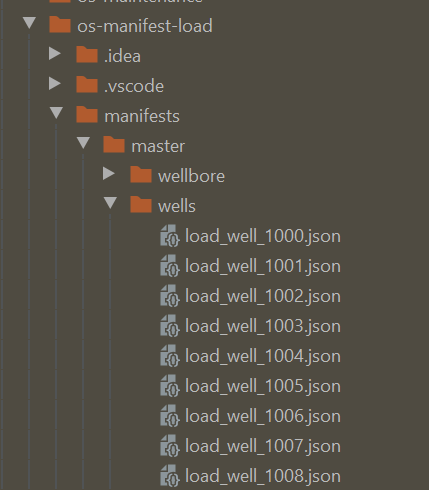 os-maintenance
os-manifest-load
.idea
.vscode
manifests
master
wellbore
wells
load_well_1000.json
load_well_1001.json
load_well_1002.json
load_well_1003.json
load_well_1004.json
load_well_1005.json
load_well_1006.json
load_well_1007.json
load_well_1008.json